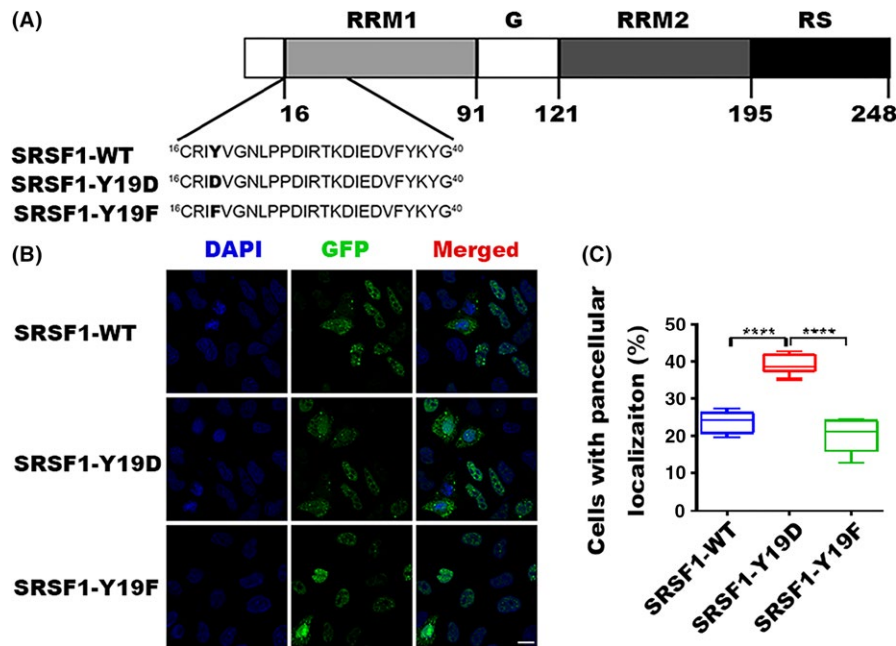 (A)
RRM1 G RRM2 RS
16 91 121 195 248
SRSF1-WT 16CRIYVGNLPPDIRTKDIEDVFYKYG40
SRSF1-Y19D 16CRIDVGNLPPDIRTKDIEDVFYKYG40
SRSF1-Y19F 16CRIFVGNLPPDIRTKDIEDVFYKYG40
(B)
DAPI GFP Merged
SRSF1-WT
SRSF1-Y19D
SRSF1-Y19F
(C)
Cells with pancellular
localizaiton (%)
50
40
30
20
10
0
**** ****
SRSF1-WT
SRSF1-Y19D
SRSF1-Y19F